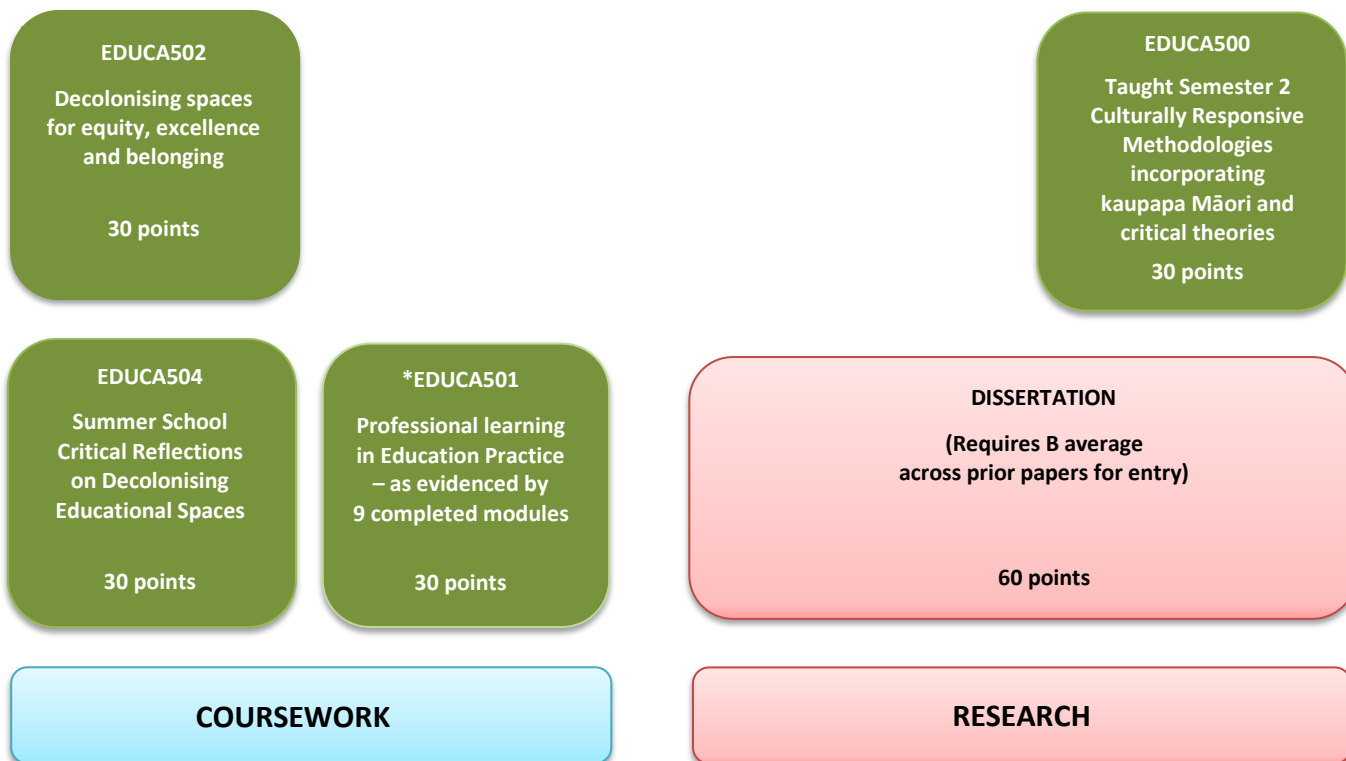 EDUCA502
Decolonising spaces
for equity, excellence
and belonging
30 points
EDUCA500
Taught Semester 2
Culturally Responsive
Methodologies
incorporating
kaupapa Māori and
critical theories
30 points
EDUCA504
Summer School
Critical Reflections
on Decolonising
Educational Spaces
30 points
*EDUCA501
Professional learning
in Education Practice
– as evidenced by
9 completed modules
30 points
DISSERTATION
(Requires B average
across prior papers for entry)
60 points
COURSEWORK
RESEARCH